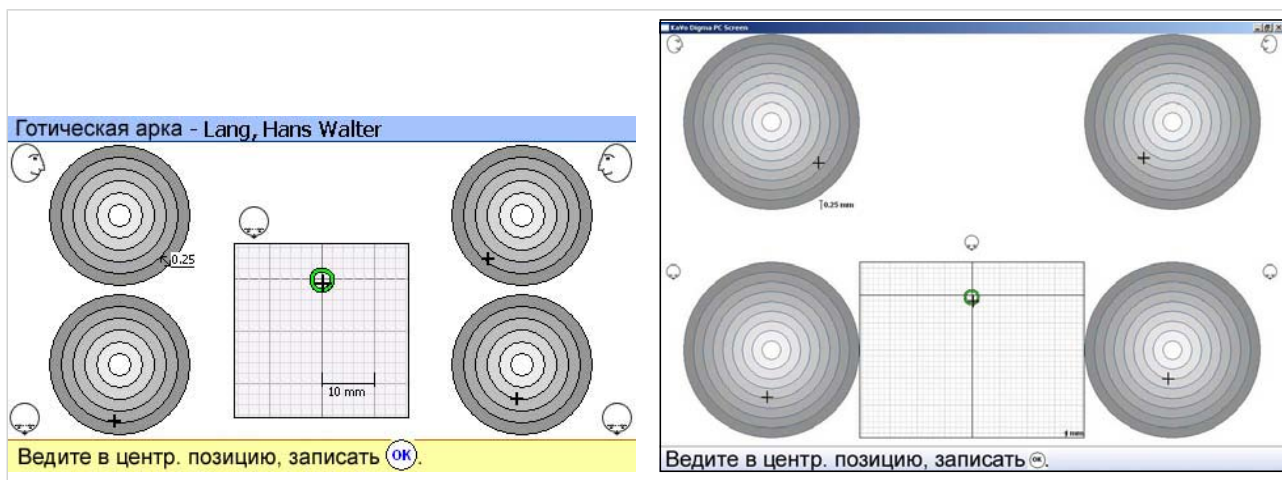 Готическая арка - Lang, Hans Walter
0.25
10 mm
Ведите в центр. позицию, записать OK.
KaVo Digma PC Screen
0.25 mm
1 mm
Ведите в центр. позицию, записать OK.